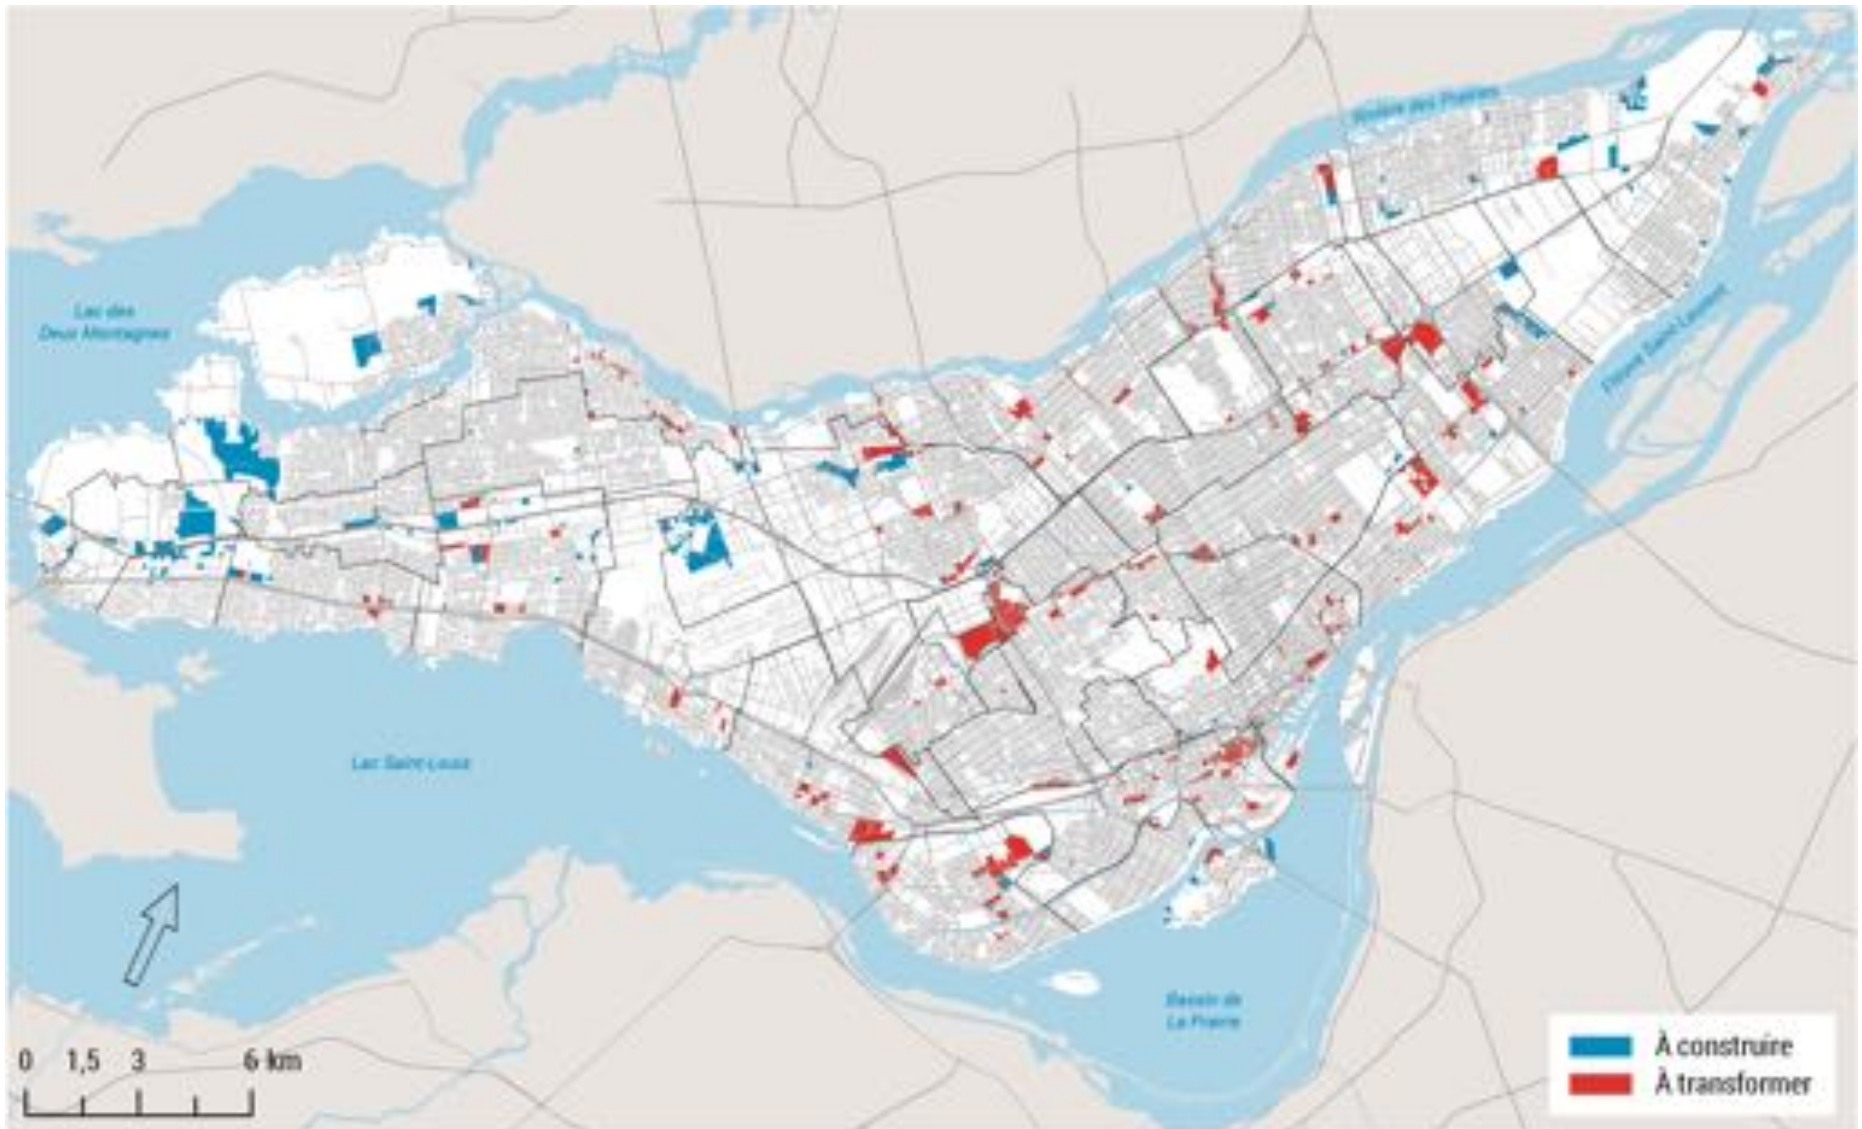 Rivière des Prairies
Lac des
Deux Montagnes
Fleuve Saint-Laurent
Lac Saint-Louis
Bassin de
La Prairie
0 1,5 3 6 km
À construire
À transformer